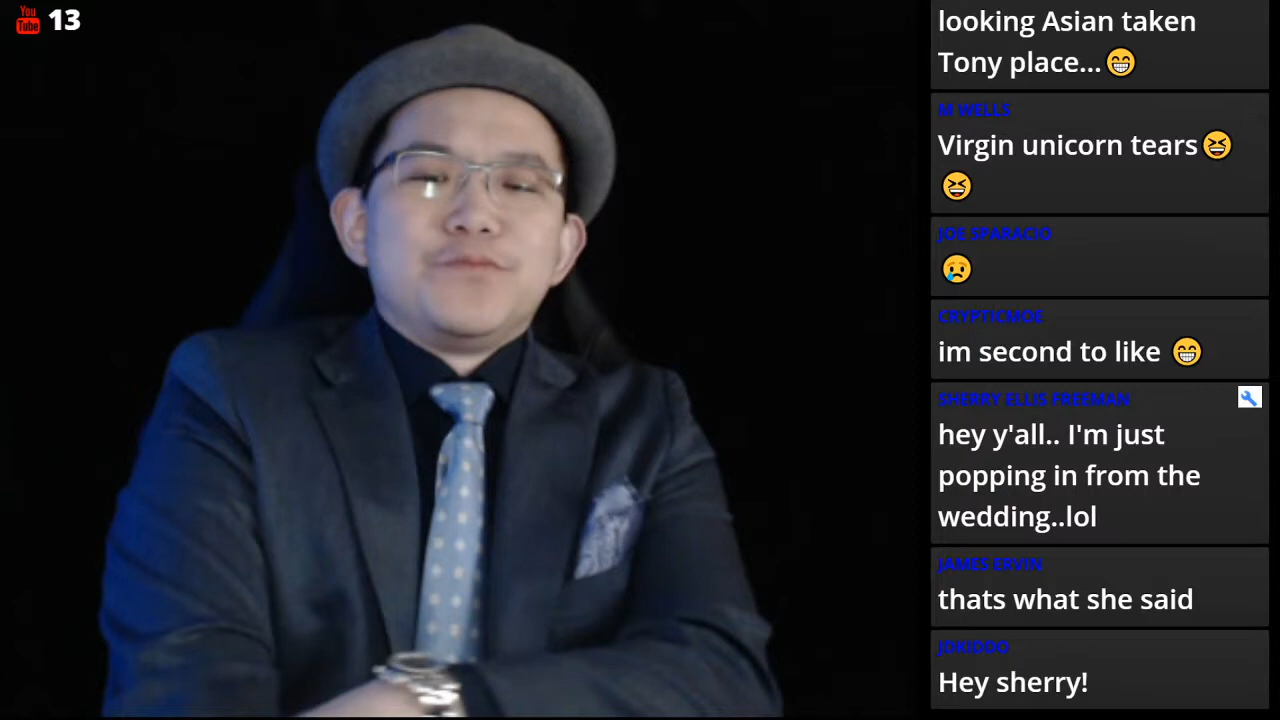 You
Tube
13
looking Asian taken
Tony place...😁
M WELLS
Virgin unicorn tears😆
😆
JOE SPARACIO
😢
CRYPTICMOE
im second to like 😁
SHERRY ELLIS FREEMAN
hey y'all.. I'm just
popping in from the
wedding..lol
JAMES ERVIN
thats what she said
JDKIDDO
Hey sherry!